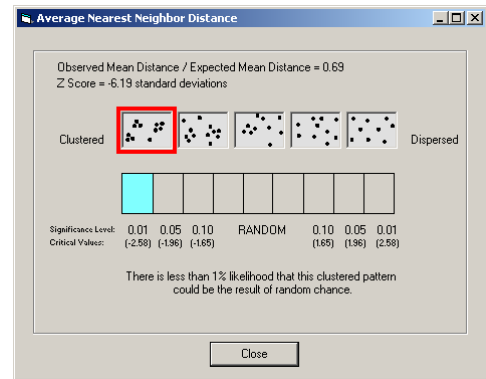 Average Nearest Neighbor Distance
Observed Mean Distance / Expected Mean Distance = 0.69
Z Score = -6.19 standard deviations
Clustered
Dispersed
Significance Level: 0.01 0.05 0.10 RANDOM 0.10 0.05 0.01
Critical Values: (-2.58) (-1.96) (-1.65) (1.65) (1.96) (2.58)
There is less than 1% likelihood that this clustered pattern
could be the result of random chance.
Close